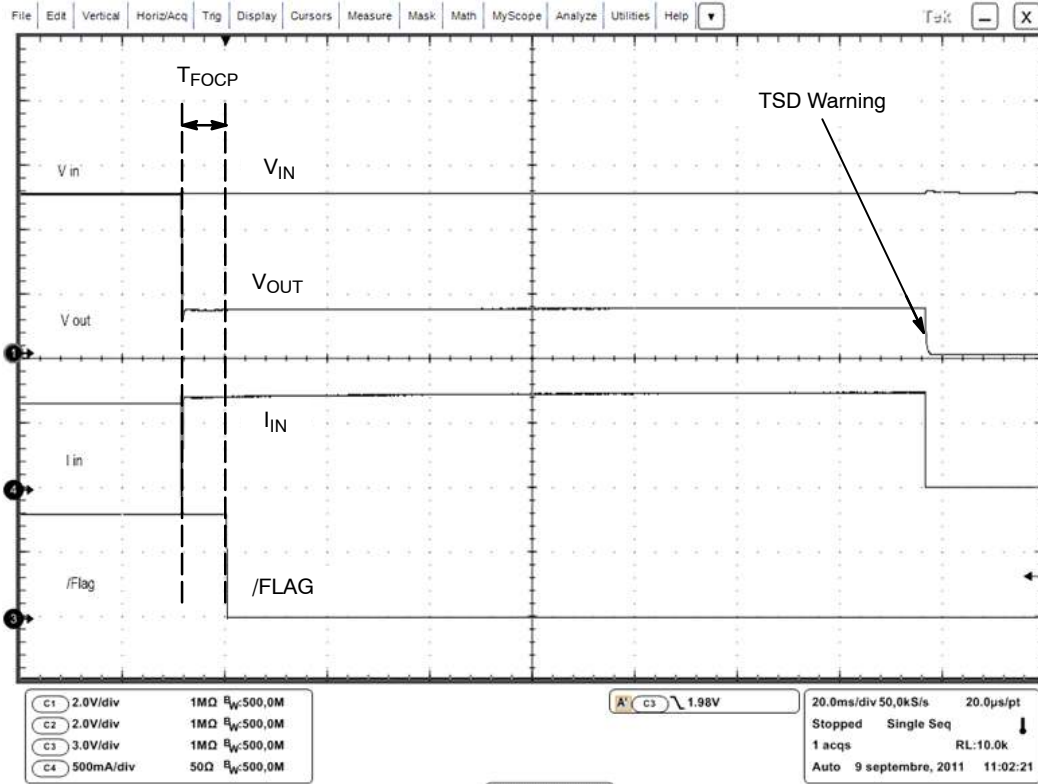 File Edit Vertical Horiz/Acq Trig Display Cursors Measure Mask Math MyScope Analyze Utilities Help Tek X
TFOCP
TSD Warning
V in
VIN
VOUT
V out
1
IIN
I in
4
/Flag
/FLAG
3
C1 2.0V/div 1MΩ BW:500,0M
C2 2.0V/div 1MΩ BW:500,0M
C3 3.0V/div 1MΩ BW:500,0M
C4 500mA/div 50Ω BW:500,0M
A' C3 1.98V
20.0ms/div 50,0kS/s 20.0µs/pt
Stopped Single Seq
1 acqs RL:10.0k
Auto 9 septembre, 2011 11:02:21